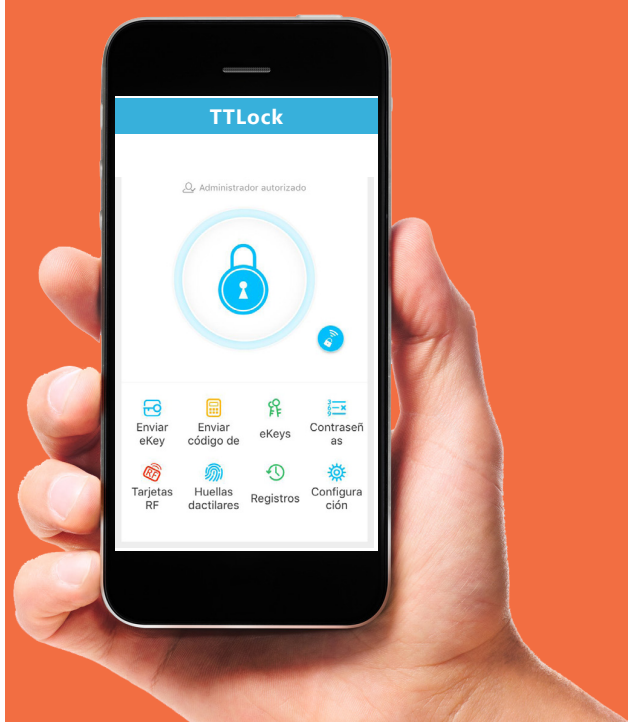 TTLock
Administrador autorizado
Enviar
eKey
Enviar
código de
eKeys
Contraseñ
as
Tarjetas
RF
Huellas
dactilares
Registros
Configura
ción